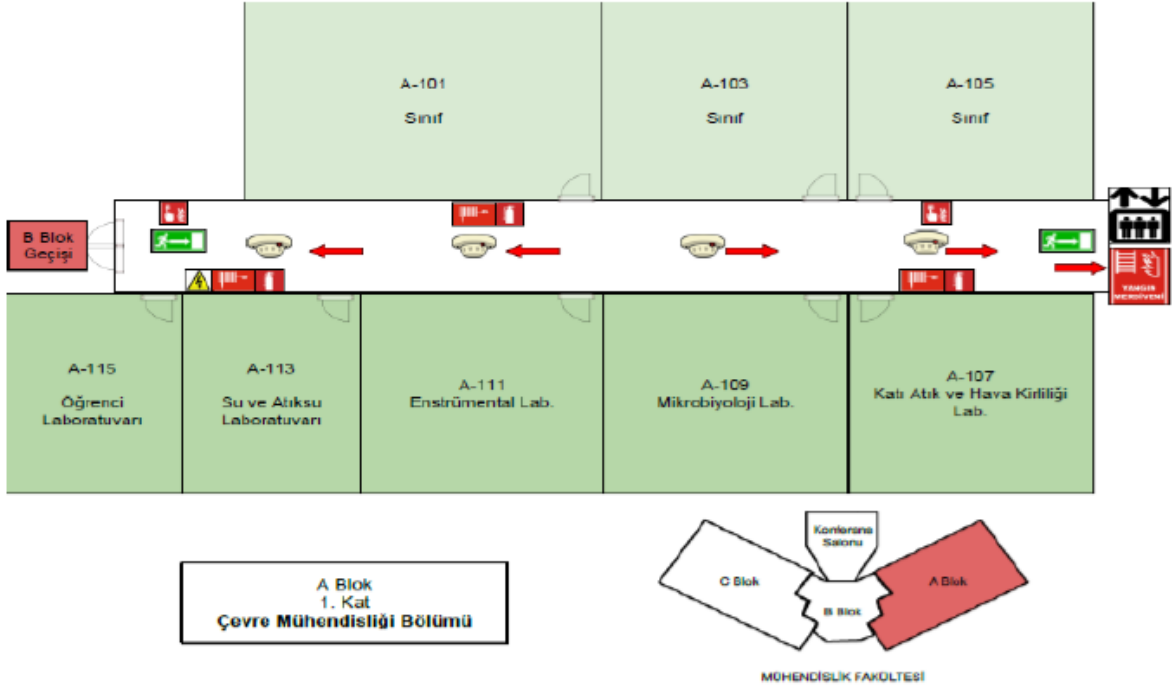 A-101
Sınıf
A-103
Sınıf
A-105
Sınıf
B Blok
Geçişi
YANGIN
MERDİVENİ
A-115
Öğrenci
Laboratuvarı
A-113
Su ve Atıksu
Laboratuvarı
A-111
Enstrümental Lab.
A-109
Mikrobiyoloji Lab.
A-107
Katı Atık ve Hava Kirliliği
Lab.
A Blok
1. Kat
Çevre Mühendisliği Bölümü
Konferans
Salonu
C Blok
B Blok
A Blok
MÜHENDİSLİK FAKÜLTESİ